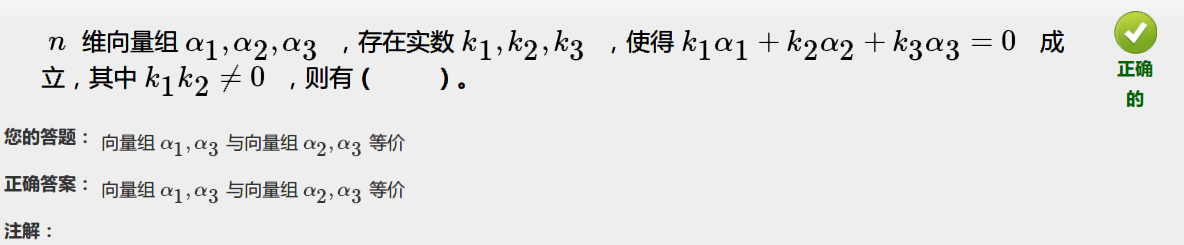 n 维向量组 α₁,α₂,α₃ ，存在实数 k₁,k₂,k₃ ，使得 k₁α₁ + k₂α₂ + k₃α₃ = 0 成
立，其中 k₁k₂ ≠ 0 ，则有（ ）。
正确
的
您的答题： 向量组 α₁,α₃ 与向量组 α₂,α₃ 等价
正确答案： 向量组 α₁,α₃ 与向量组 α₂,α₃ 等价
注解：